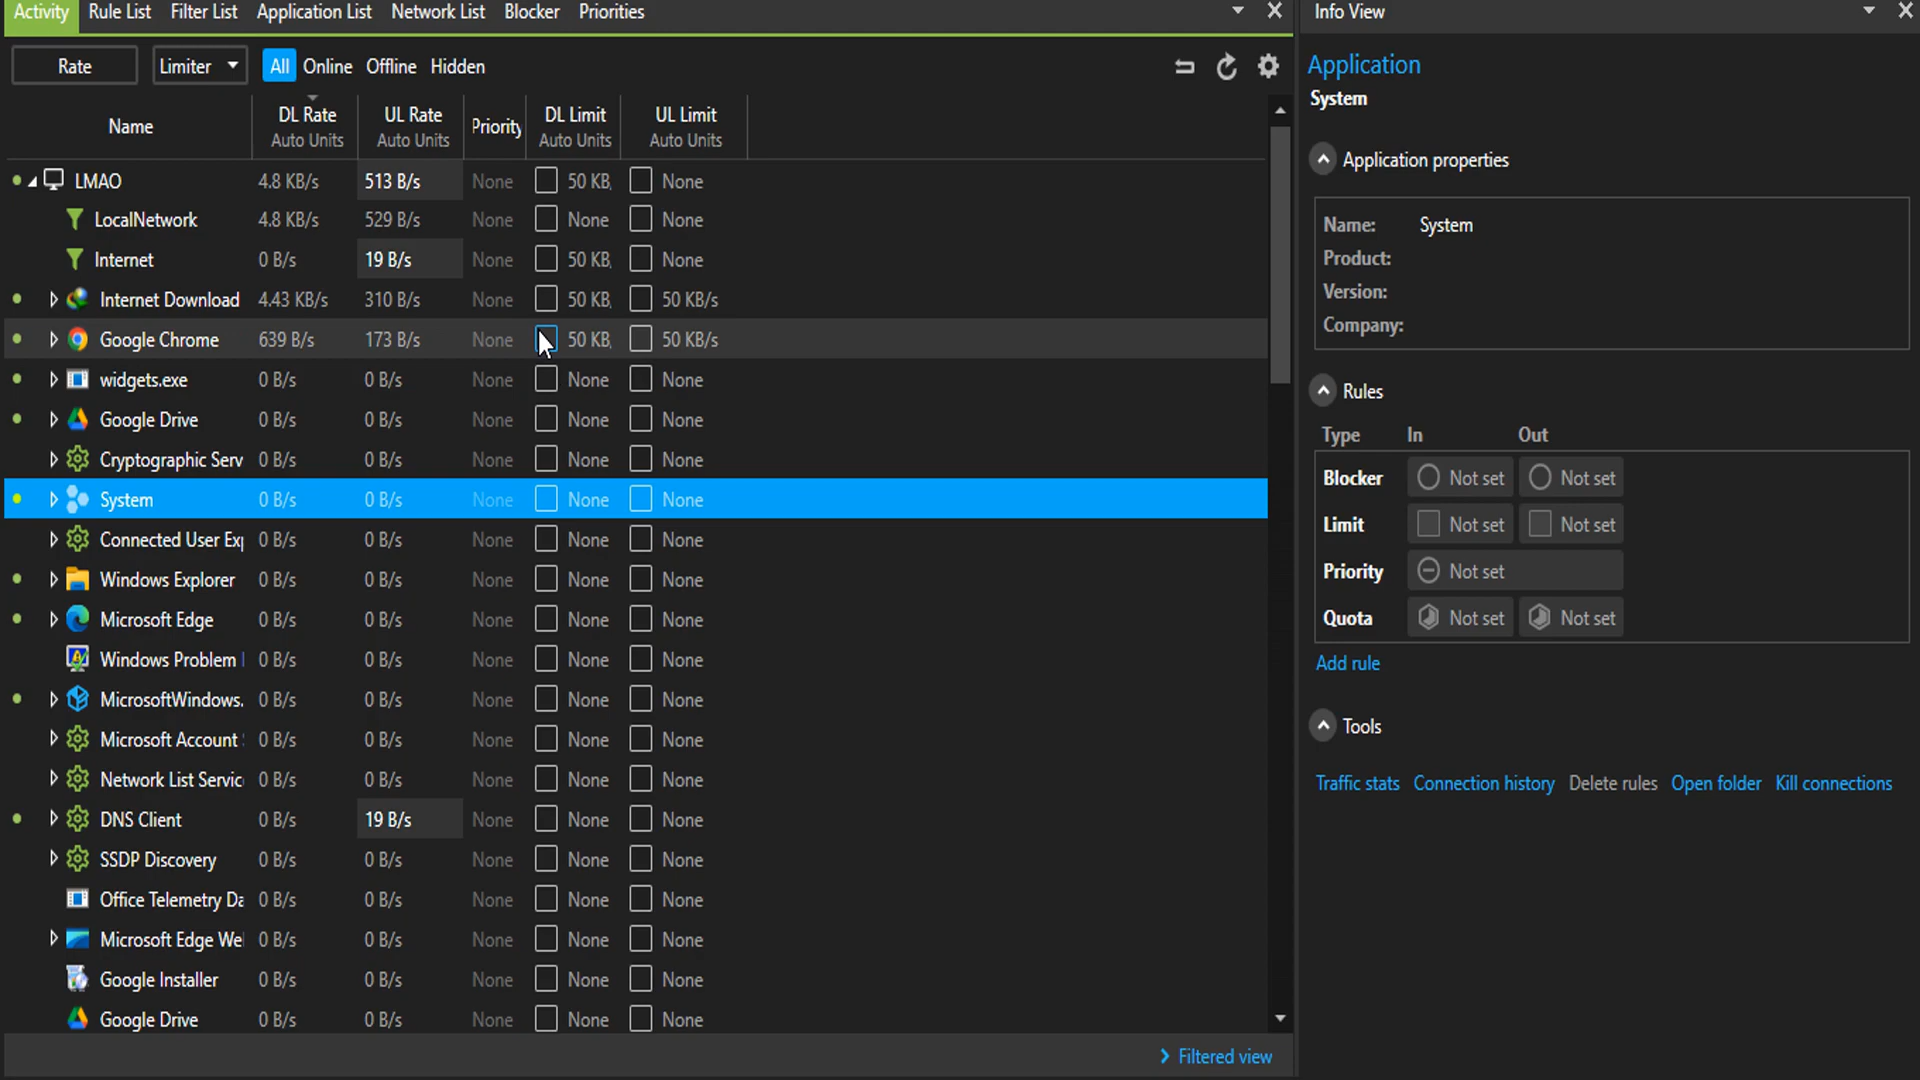 Activity Rule List Filter List Application List Network List Blocker Priorities
Rate Limiter All Online Offline Hidden
Name DL Rate Auto Units UL Rate Auto Units Priority DL Limit Auto Units UL Limit Auto Units
LMAO 4.8 KB/s 513 B/s None 50 KB, None
LocalNetwork 4.8 KB/s 529 B/s None None None
Internet 0 B/s 19 B/s None 50 KB, None
Internet Download 4.43 KB/s 310 B/s None 50 KB, 50 KB/s
Google Chrome 639 B/s 173 B/s None 50 KB, 50 KB/s
widgets.exe 0 B/s 0 B/s None None None
Google Drive 0 B/s 0 B/s None None None
Cryptographic Serv 0 B/s 0 B/s None None None
System 0 B/s 0 B/s None None None
Connected User Exp 0 B/s 0 B/s None None None
Windows Explorer 0 B/s 0 B/s None None None
Microsoft Edge 0 B/s 0 B/s None None None
Windows Problem 0 B/s 0 B/s None None None
MicrosoftWindows. 0 B/s 0 B/s None None None
Microsoft Account 0 B/s 0 B/s None None None
Network List Servic 0 B/s 0 B/s None None None
DNS Client 0 B/s 19 B/s None None None
SSDP Discovery 0 B/s 0 B/s None None None
Office Telemetry Da 0 B/s 0 B/s None None None
Microsoft Edge We 0 B/s 0 B/s None None None
Google Installer 0 B/s 0 B/s None None None
Google Drive 0 B/s 0 B/s None None None
Filtered view
Info View
Application
System
Application properties
Name: System
Product:
Version:
Company:
Rules
Type In Out
Blocker Not set Not set
Limit Not set Not set
Priority Not set
Quota Not set Not set
Add rule
Tools
Traffic stats Connection history Delete rules Open folder Kill connections